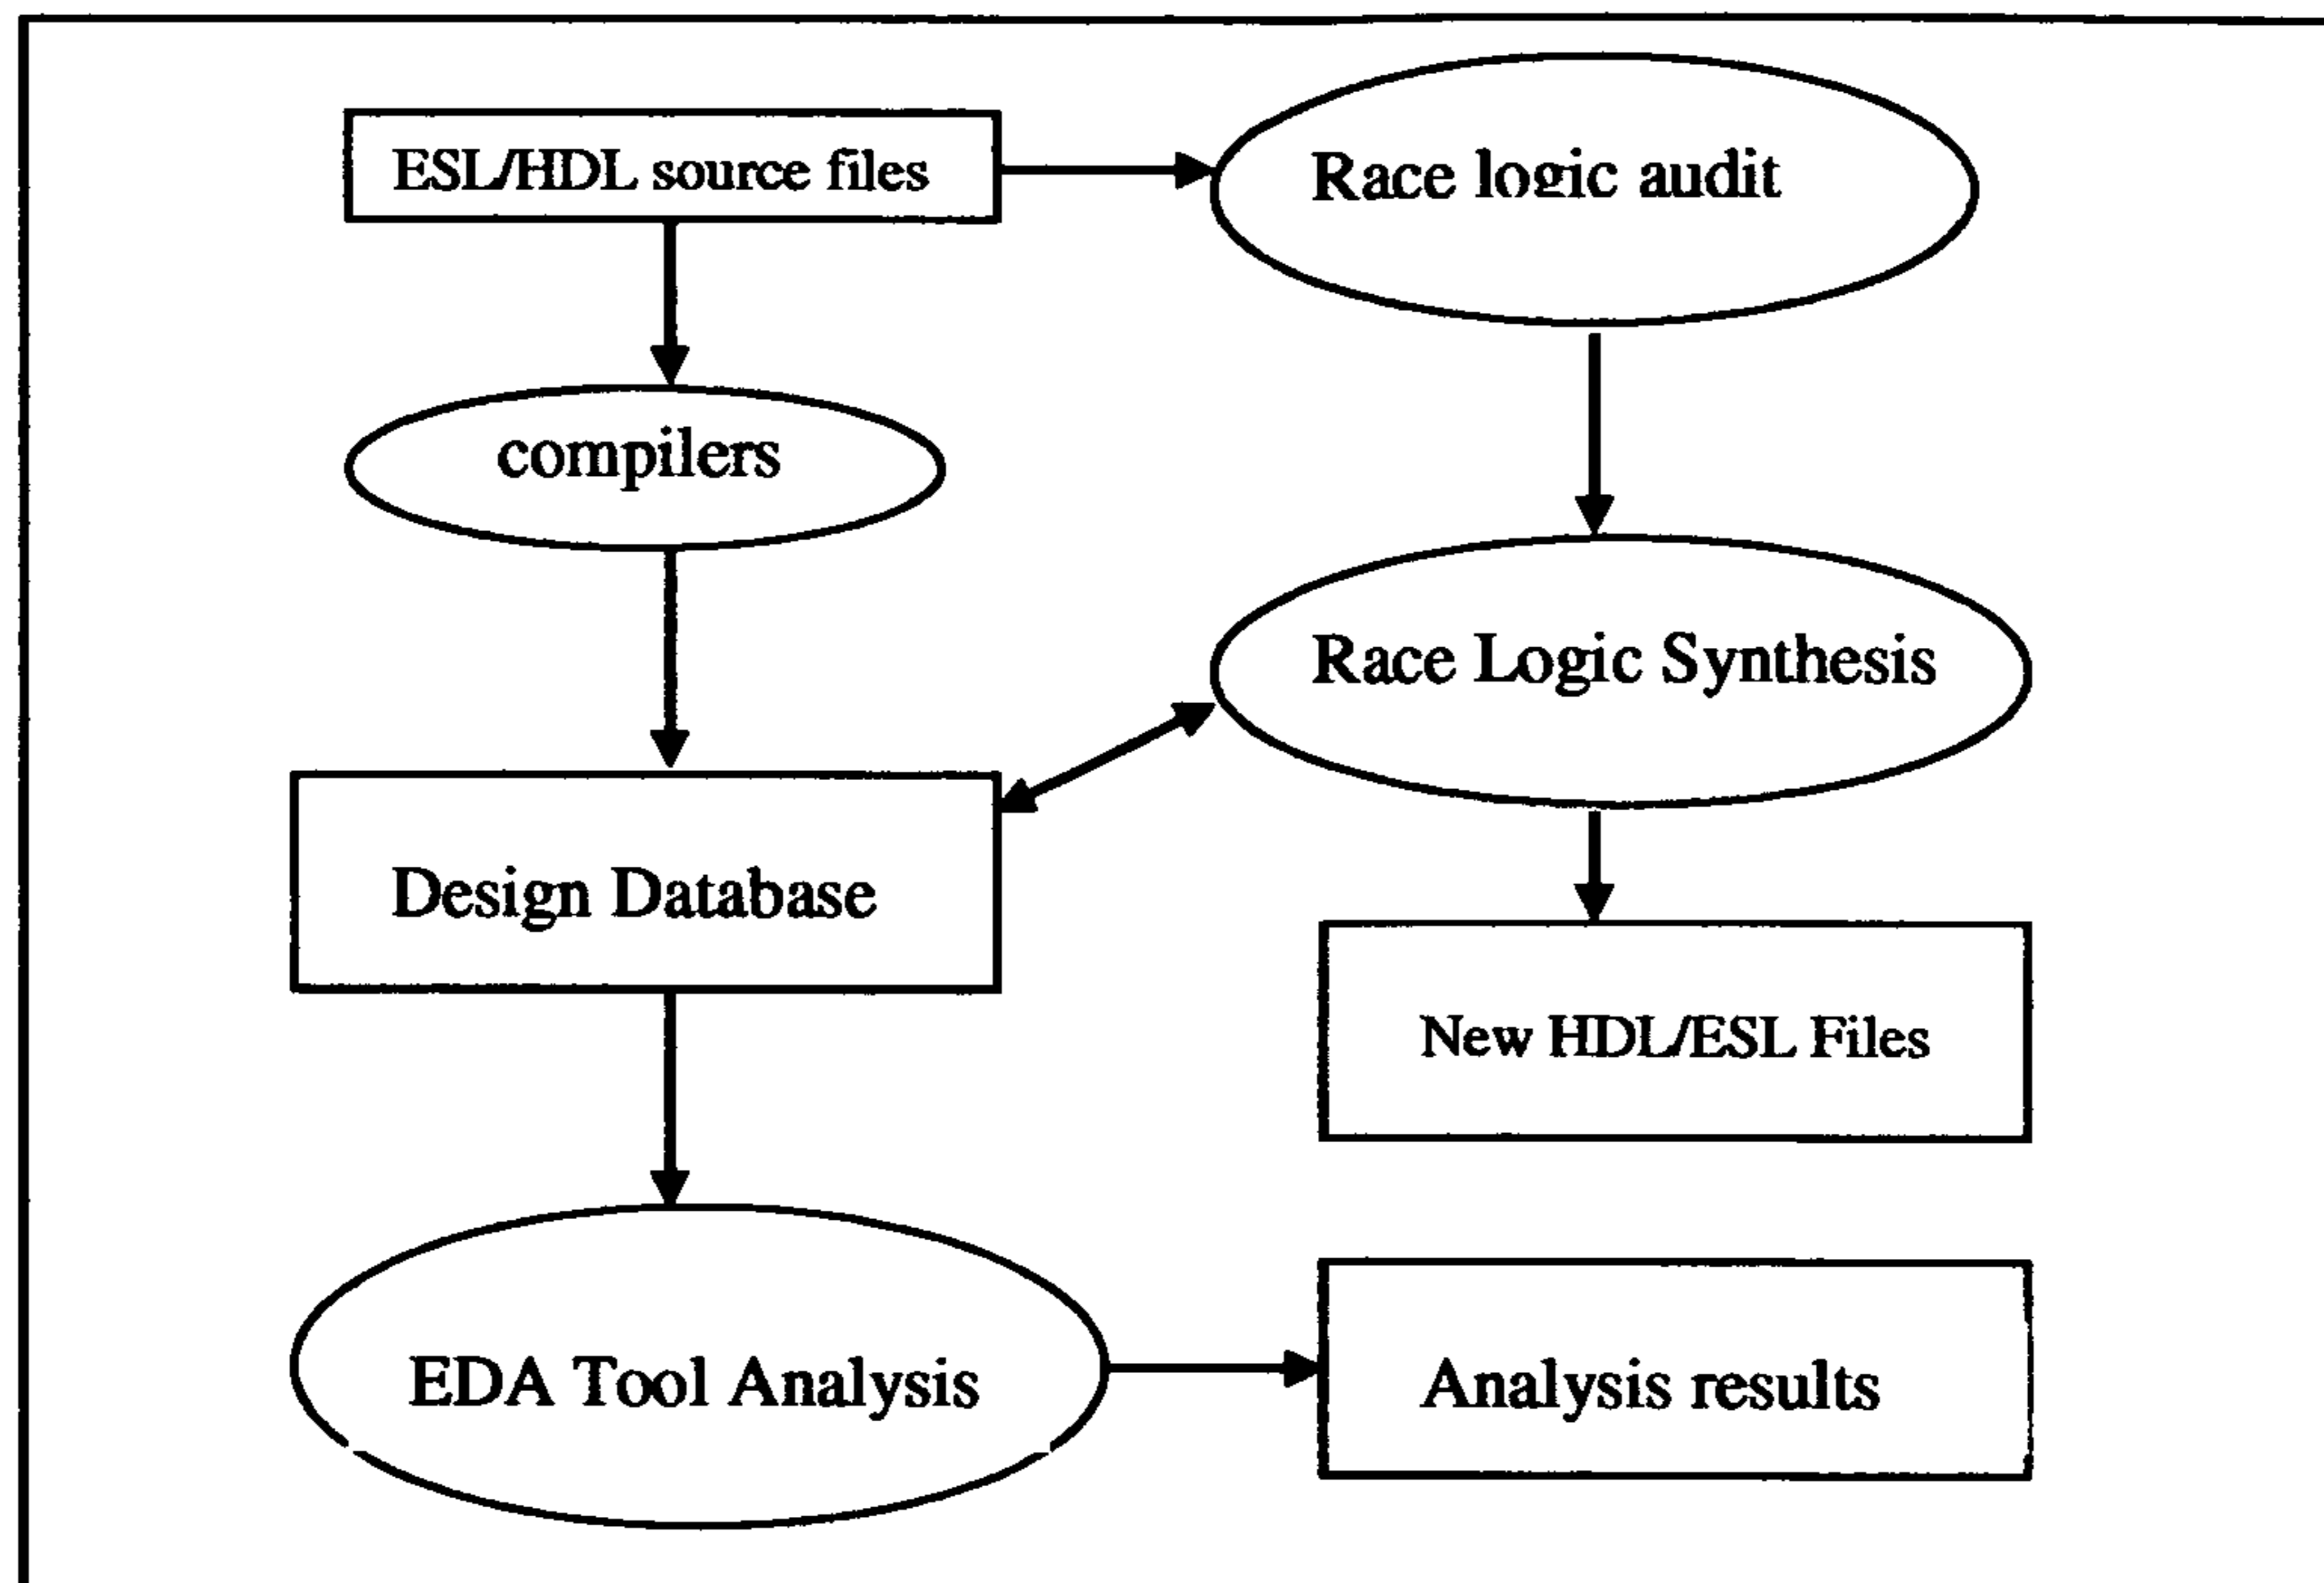 ESL/HDL source files
Race logic audit
compilers
Race Logic Synthesis
Design Database
New HDL/ESL Files
EDA Tool Analysis
Analysis results